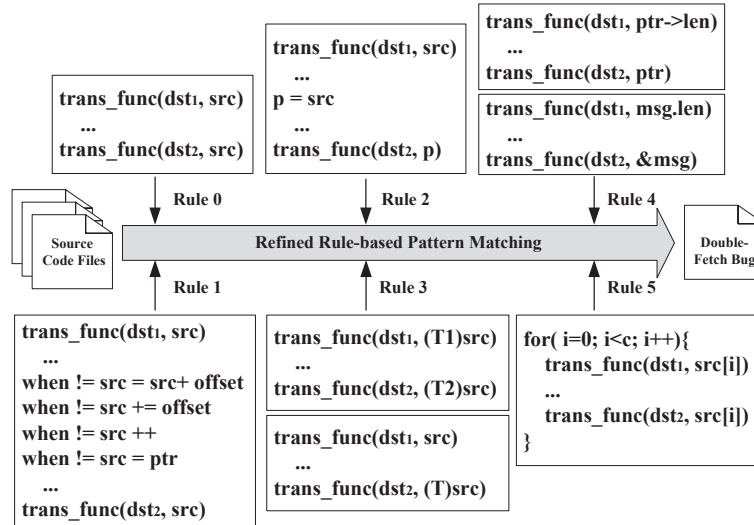 trans_func(dst1, src)
...
trans_func(dst2, src)
Rule 0
trans_func(dst1, src)
...
p = src
...
trans_func(dst2, p)
Rule 2
trans_func(dst1, ptr->len)
...
trans_func(dst2, ptr)
trans_func(dst1, msg.len)
...
trans_func(dst2, &msg)
Rule 4
Source
Code Files
Refined Rule-based Pattern Matching
Double-
Fetch Bug
Rule 1
trans_func(dst1, src)
...
when != src = src+ offset
when != src += offset
when != src ++
when != src = ptr
...
trans_func(dst2, src)
Rule 3
trans_func(dst1, (T1)src)
...
trans_func(dst2, (T2)src)
trans_func(dst1, src)
...
trans_func(dst2, (T)src)
Rule 5
for( i=0; i<c; i++){
trans_func(dst1, src[i])
...
trans_func(dst2, src[i])
}